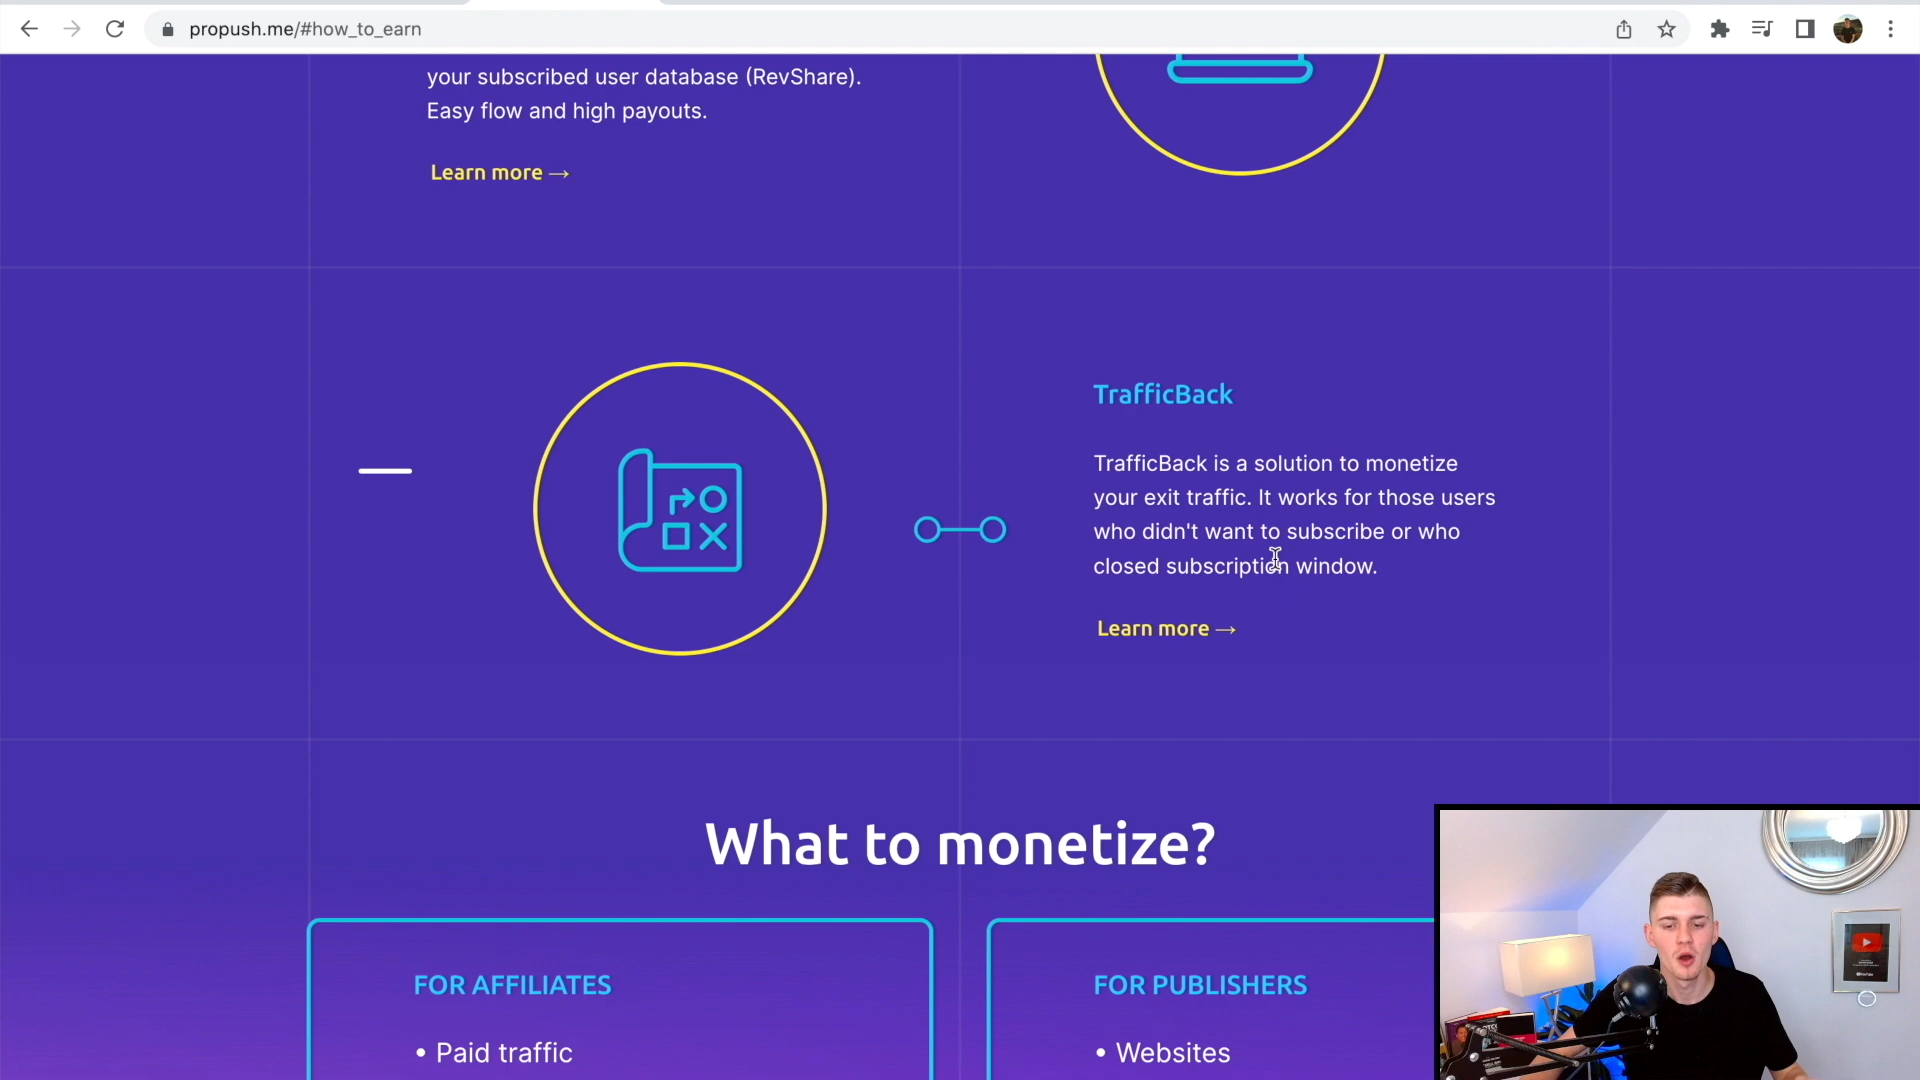 propush.me/#how_to_earn
your subscribed user database (RevShare).
Easy flow and high payouts.
Learn more →
TrafficBack
TrafficBack is a solution to monetize
your exit traffic. It works for those users
who didn't want to subscribe or who
closed subscription window.
Learn more →
What to monetize?
FOR AFFILIATES
• Paid traffic
FOR PUBLISHERS
• Websites